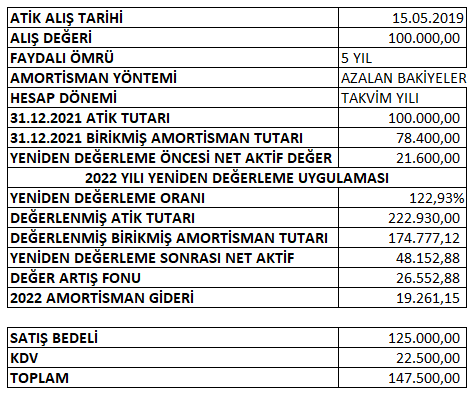 ATİK ALIŞ TARİHİ 15.05.2019
ALIŞ DEĞERİ 100.000,00
FAYDALI ÖMRÜ 5 YIL
AMORTİSMAN YÖNTEMİ AZALAN BAKİYELER
HESAP DÖNEMİ TAKVİM YILI
31.12.2021 ATİK TUTARI 100.000,00
31.12.2021 BİRİKMİŞ AMORTİSMAN TUTARI 78.400,00
YENİDEN DEĞERLEME ÖNCESİ NET AKTİF DEĞER 21.600,00
2022 YILI YENİDEN DEĞERLEME UYGULAMASI
YENİDEN DEĞERLEME ORANI 122,93%
DEĞERLENMİŞ ATİK TUTARI 222.930,00
DEĞERLENMİŞ BİRİKMİŞ AMORTİSMAN TUTARI 174.777,12
YENİDEN DEĞERLEME SONRASI NET AKTİF 48.152,88
DEĞER ARTIŞ FONU 26.552,88
2022 AMORTİSMAN GİDERİ 19.261,15
SATIŞ BEDELİ 125.000,00
KDV 22.500,00
TOPLAM 147.500,00